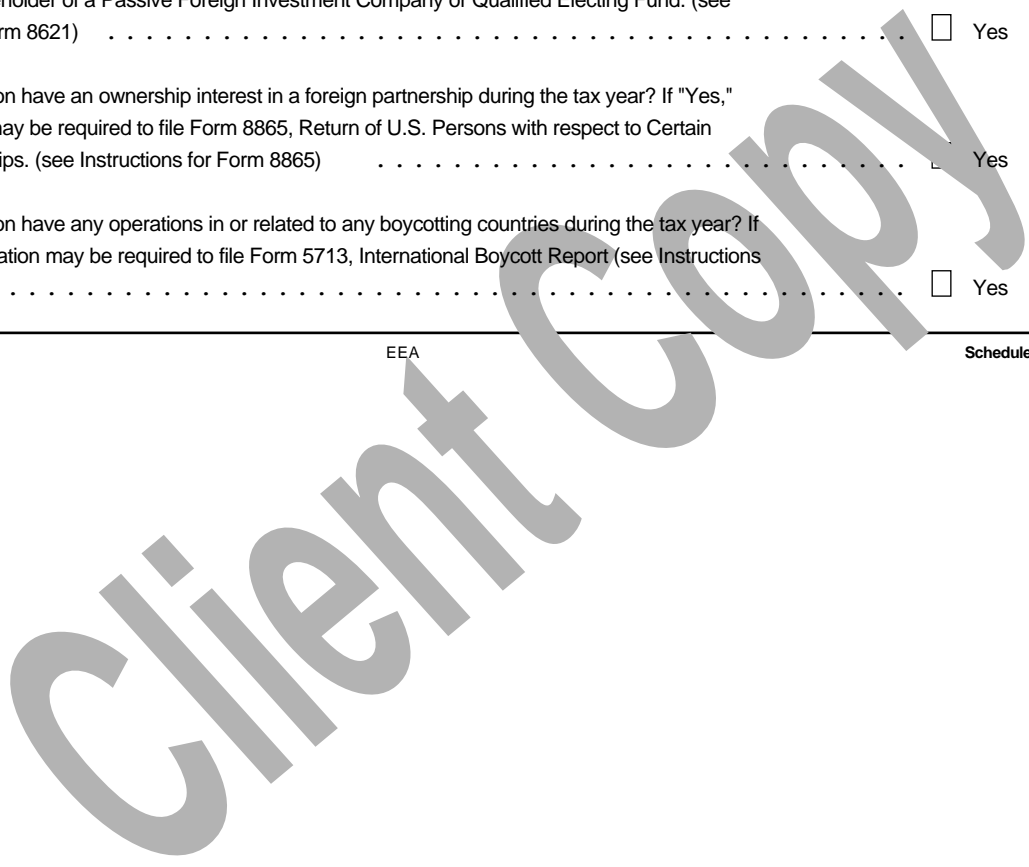 eholder of a Passive Foreign Investment Company or Qualified Electing Fund. (see
rm 8621) . . . . . . . . . . . . . . . . . . . . . . . . . . . . . . . . . . . . . . . . . . ☐ Yes
on have an ownership interest in a foreign partnership during the tax year? If "Yes,"
may be required to file Form 8865, Return of U.S. Persons with respect to Certain
ips. (see Instructions for Form 8865) . . . . . . . . . . . . . . . . . . . . . . . . . . . . ☐ Yes
on have any operations in or related to any boycotting countries during the tax year? If
ation may be required to file Form 5713, International Boycott Report (see Instructions
. . . . . . . . . . . . . . . . . . . . . . . . . . . . . . . . . . . . . . . . . . . . . . . ☐ Yes
EEA Schedule
Client Copy